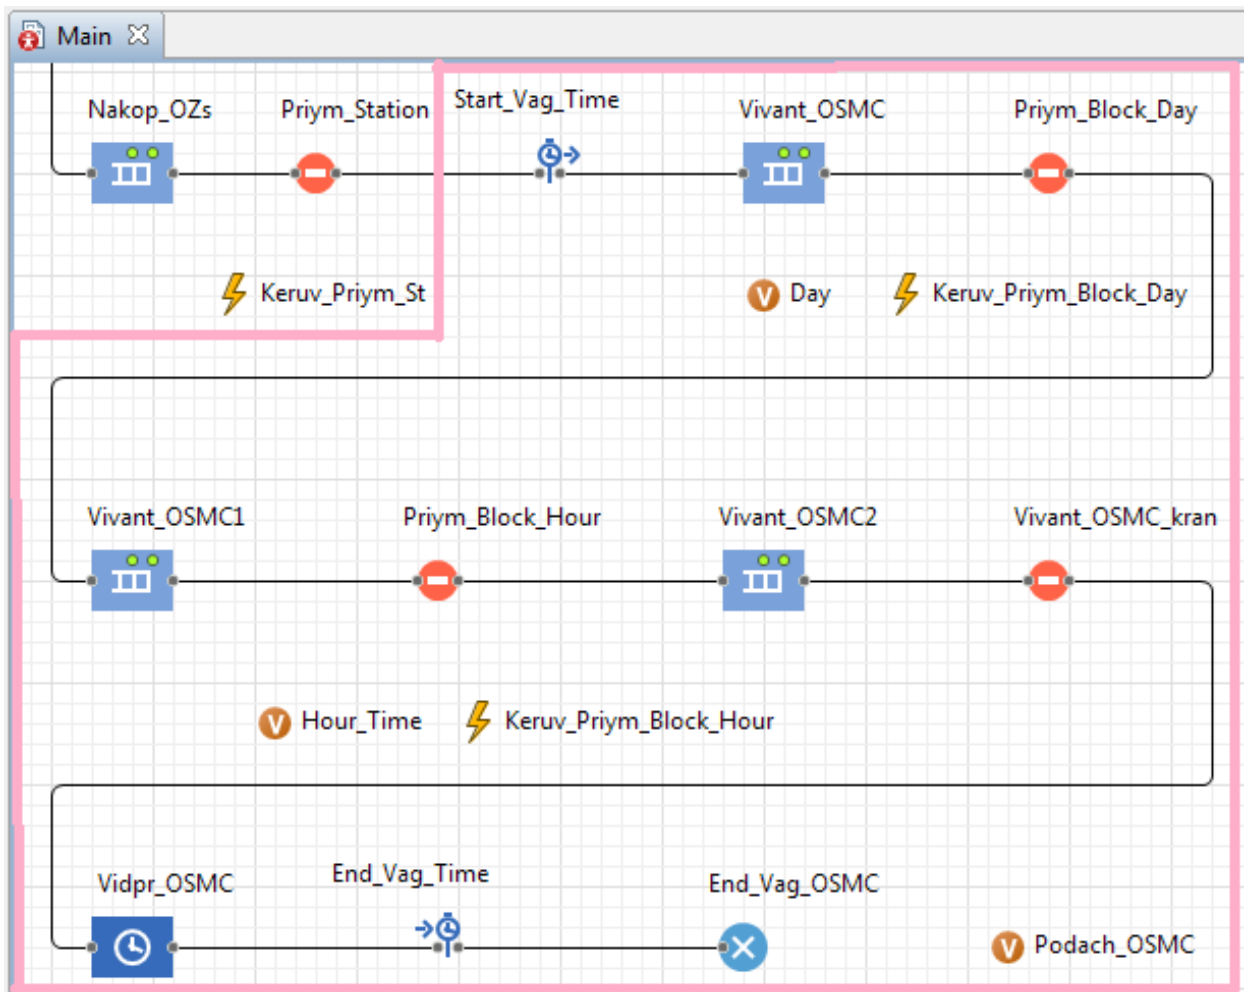 Main
Nakop_OZs Priym_Station Start_Vag_Time Vivant_OSMC Priym_Block_Day
Keruv_Priym_St V Day Keruv_Priym_Block_Day
Vivant_OSMC1 Priym_Block_Hour Vivant_OSMC2 Vivant_OSMC_kran
V Hour_Time Keruv_Priym_Block_Hour
Vidpr_OSMC End_Vag_Time End_Vag_OSMC
V Podach_OSMC